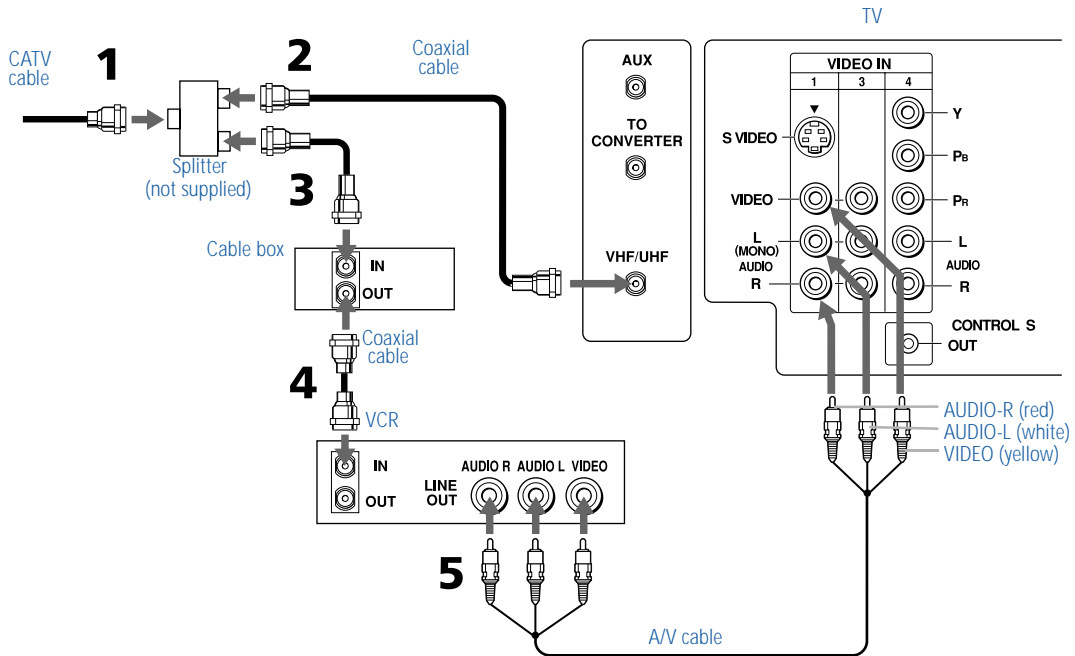 TV
CATV
cable
1
2
Coaxial
cable
AUX
TO
CONVERTER
VHF/UHF
VIDEO IN
1
3
4
S VIDEO
VIDEO
L
(MONO)
AUDIO
R
Y
PB
PR
L
AUDIO
R
CONTROL S
OUT
Splitter
(not supplied)
3
Cable box
IN
OUT
Coaxial
cable
4
VCR
IN
OUT
LINE
OUT
AUDIO R
AUDIO L
VIDEO
AUDIO-R (red)
AUDIO-L (white)
VIDEO (yellow)
5
A/V cable